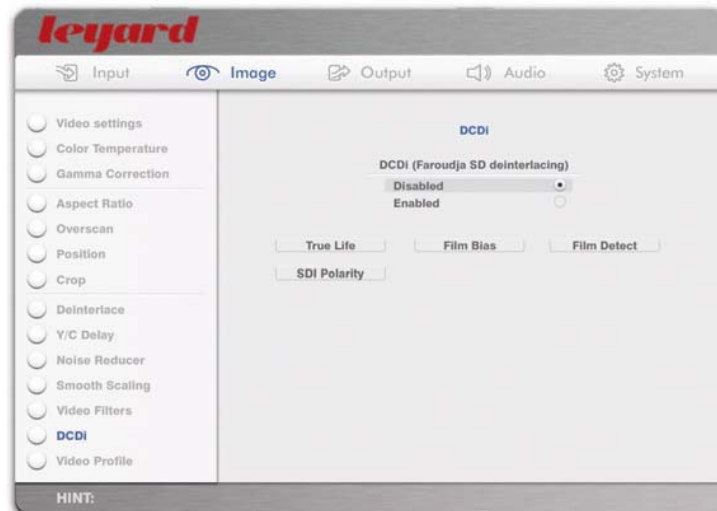 leyard
Input Image Output Audio System
Video settings
Color Temperature
Gamma Correction
Aspect Ratio
Overscan
Position
Crop
Deinterlace
Y/C Delay
Noise Reducer
Smooth Scaling
Video Filters
DCDi
Video Profile
DCDi
DCDi (Faroudja SD deinterlacing)
Disabled
Enabled
True Life Film Bias Film Detect
SDI Polarity
HINT: